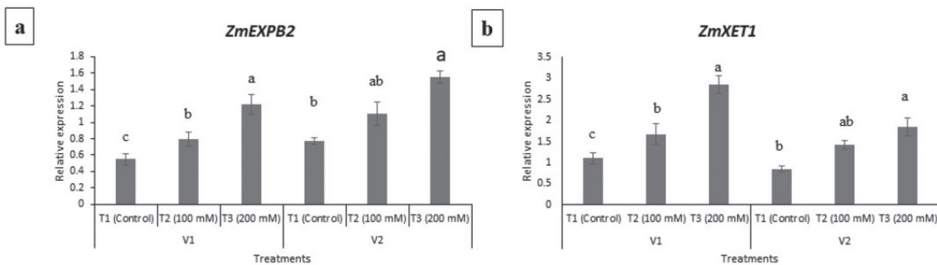 a
ZmEXPB2
Relative expression
1.8
1.6
1.4
1.2
1
0.8
0.6
0.4
0.2
0
c
b
a
b
ab
a
T1 (Control) T2 (100 mM) T3 (200 mM) T1 (Control) T2 (100 mM) T3 (200 mM)
V1 V2
Treatments
b
ZmXET1
Relative expression
3.5
3
2.5
2
1.5
1
0.5
0
c
b
a
b
ab
a
T1 (Control) T2 (100 mM) T3 (200 mM) T1 (Control) T2 (100 mM) T3 (200 mM)
V1 V2
Treatments